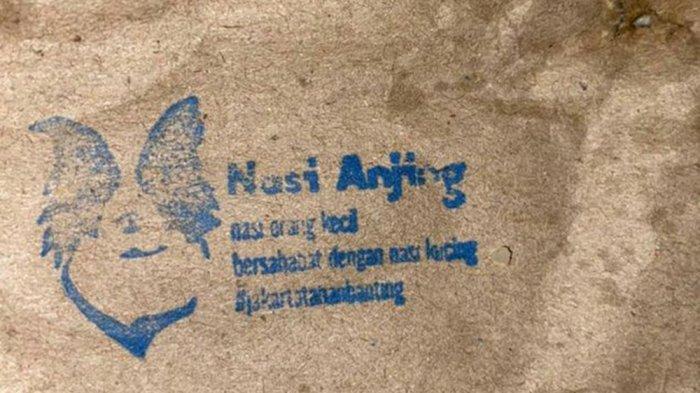 Nasi Anjing
nasi orang kecil
bersahabat dengan nasi kucing
#jakartatahanbanting